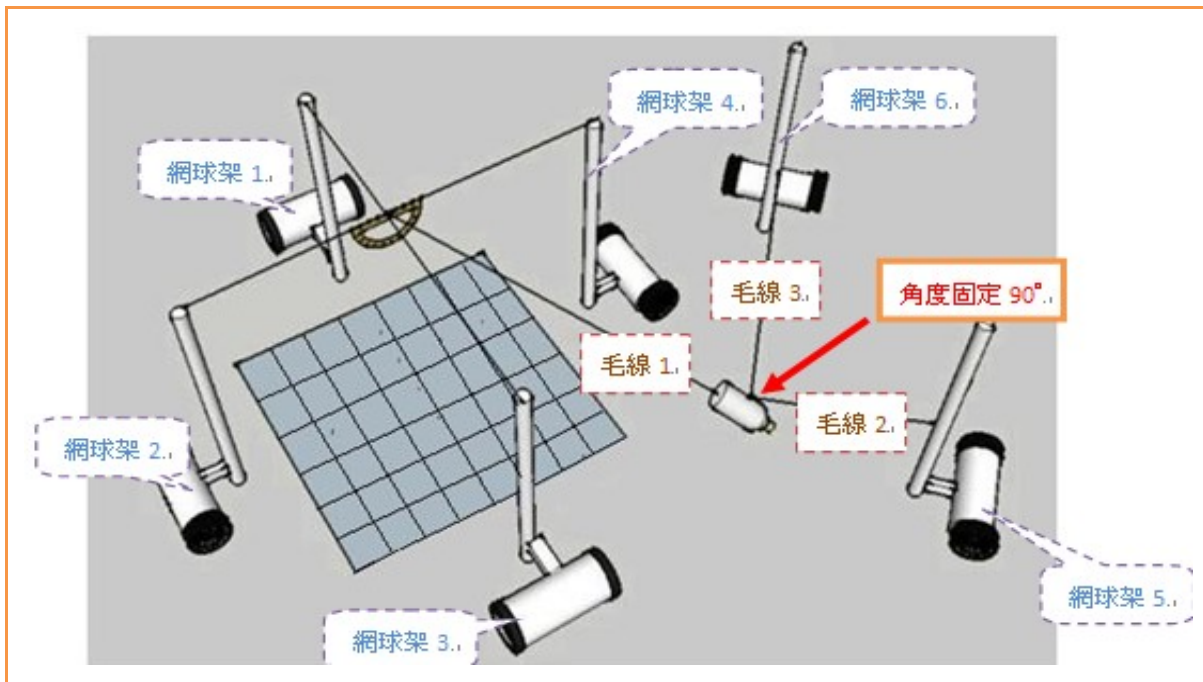 網球架 4.
網球架 6.
網球架 1.
毛線 3.
角度固定 90°.
毛線 1.
毛線 2.
網球架 2.
網球架 5.
網球架 3.